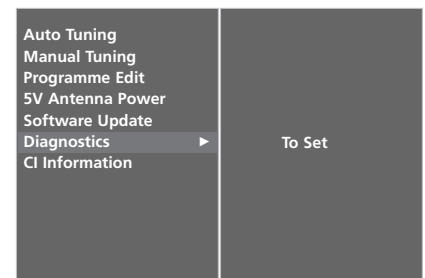 Auto Tuning
Manual Tuning
Programme Edit
5V Antenna Power
Software Update
Diagnostics ►
To Set
CI Information